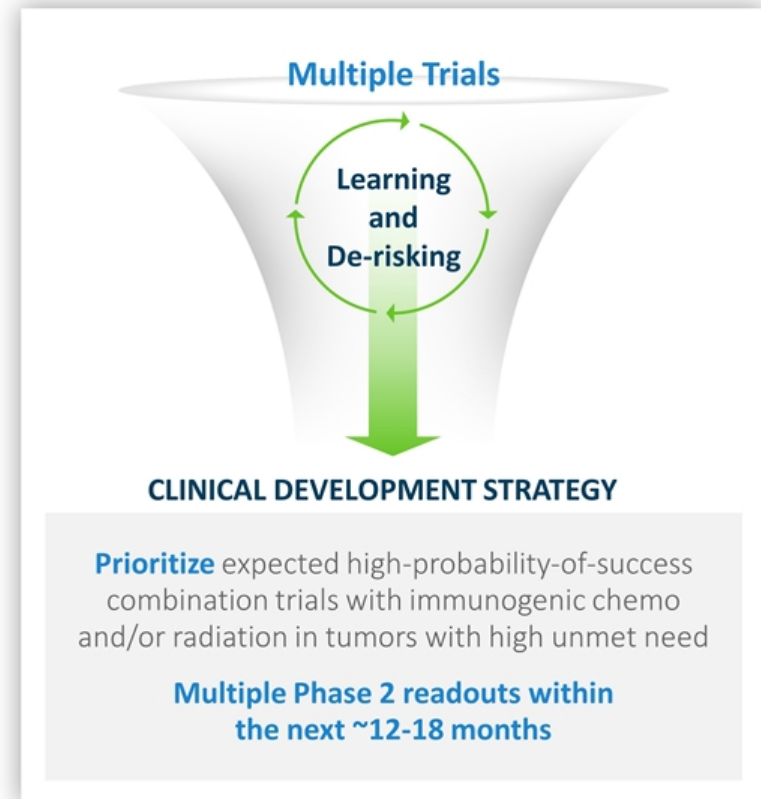 Multiple Trials
Learning
and
De-risking
CLINICAL DEVELOPMENT STRATEGY
Prioritize expected high-probability-of-success
combination trials with immunogenic chemo
and/or radiation in tumors with high unmet need
Multiple Phase 2 readouts within
the next ~12-18 months